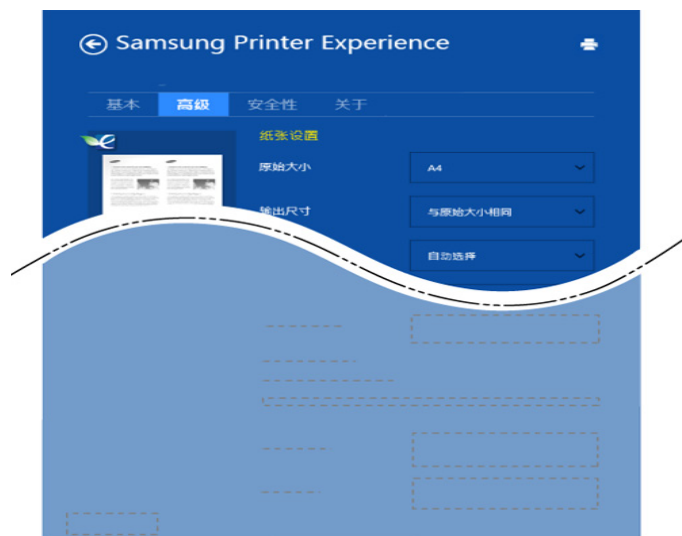 Samsung Printer Experience
基本 高级 安全性 关于
纸张设置
原始大小 A4
输出尺寸 与原始大小相同
自动选择